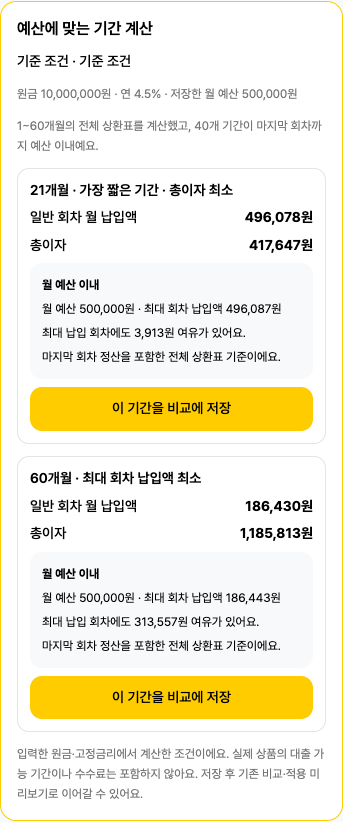 예산에 맞는 기간 계산
기준 조건 · 기준 조건
원금 10,000,000원 · 연 4.5% · 저장한 월 예산 500,000원
1~60개월의 전체 상환표를 계산했고, 40개 기간이 마지막 회차까
지 예산 이내예요.
21개월 · 가장 짧은 기간 · 총이자 최소
일반 회차 월 납입액 496,078원
총이자 417,647원
월 예산 이내
월 예산 500,000원 · 최대 회차 납입액 496,087원
최대 납입 회차에도 3,913원 여유가 있어요.
마지막 회차 정산을 포함한 전체 상환표 기준이에요.
이 기간을 비교에 저장
60개월 · 최대 회차 납입액 최소
일반 회차 월 납입액 186,430원
총이자 1,185,813원
월 예산 이내
월 예산 500,000원 · 최대 회차 납입액 186,443원
최대 납입 회차에도 313,557원 여유가 있어요.
마지막 회차 정산을 포함한 전체 상환표 기준이에요.
이 기간을 비교에 저장
입력한 원금·고정금리에서 계산한 조건이에요. 실제 상품의 대출 가
능 기간이나 수수료는 포함하지 않아요. 저장 후 기존 비교·적용 미
리보기로 이어갈 수 있어요.